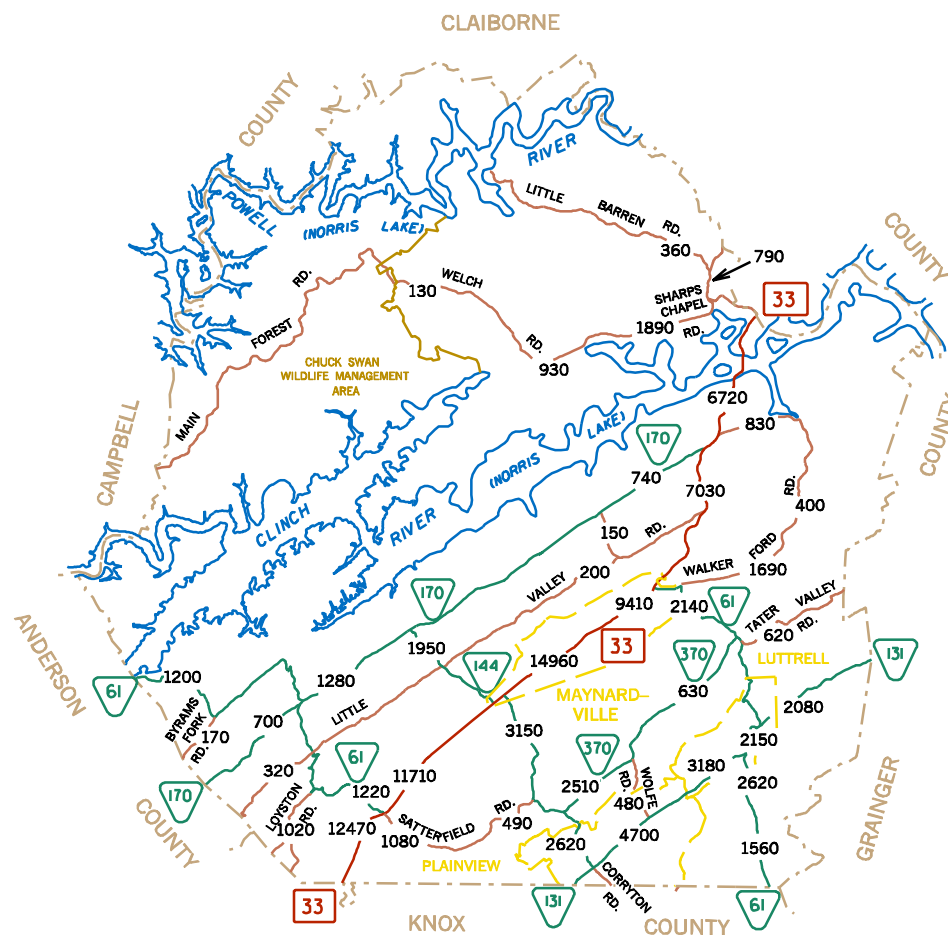 CLAIBORNE
COUNTY
RIVER
POWELL
(NORRIS LAKE)
LITTLE BARREN RD.
360
790
COUNTY
33
SHARPS
CHAPEL
RD.
1890
WELCH
RD.
130
930
MAIN FOREST RD.
CHUCK SWAN
WILDLIFE MANAGEMENT
AREA
6720
830
COUNTY
CAMPBELL
170
(NORRIS LAKE)
740
7030
RD.
400
CLINCH
RIVER
150
RD.
200
VALLEY
WALKER FORD
1690
170
9410
2140
61
TATER VALLEY
RD.
620
ANDERSON
1950
144
14960
33
370
LUTTRELL
131
61
1200
1280
630
MAYNARD-
VILLE
2080
BYRAMS
FORK
RD.
170
700
LITTLE
3150
2150
370
61
320
11710
3180
2620
170
1220
2510
RD.
WOLFE
480
LOYSTON
RD.
1020
12470
SATTERFIELD
RD.
490
1080
4700
2620
1560
COUNTY
GRAINGER
PLAINVIEW
CORRYTON
RD.
33
131
61
KNOX
COUNTY